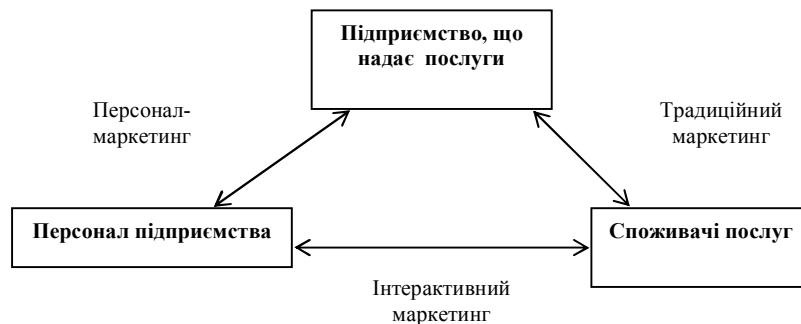 Підприємство, що
надає послуги
Персонал-
маркетинг
Традиційний
маркетинг
Персонал підприємства
Споживачі послуг
Інтерактивний
маркетинг